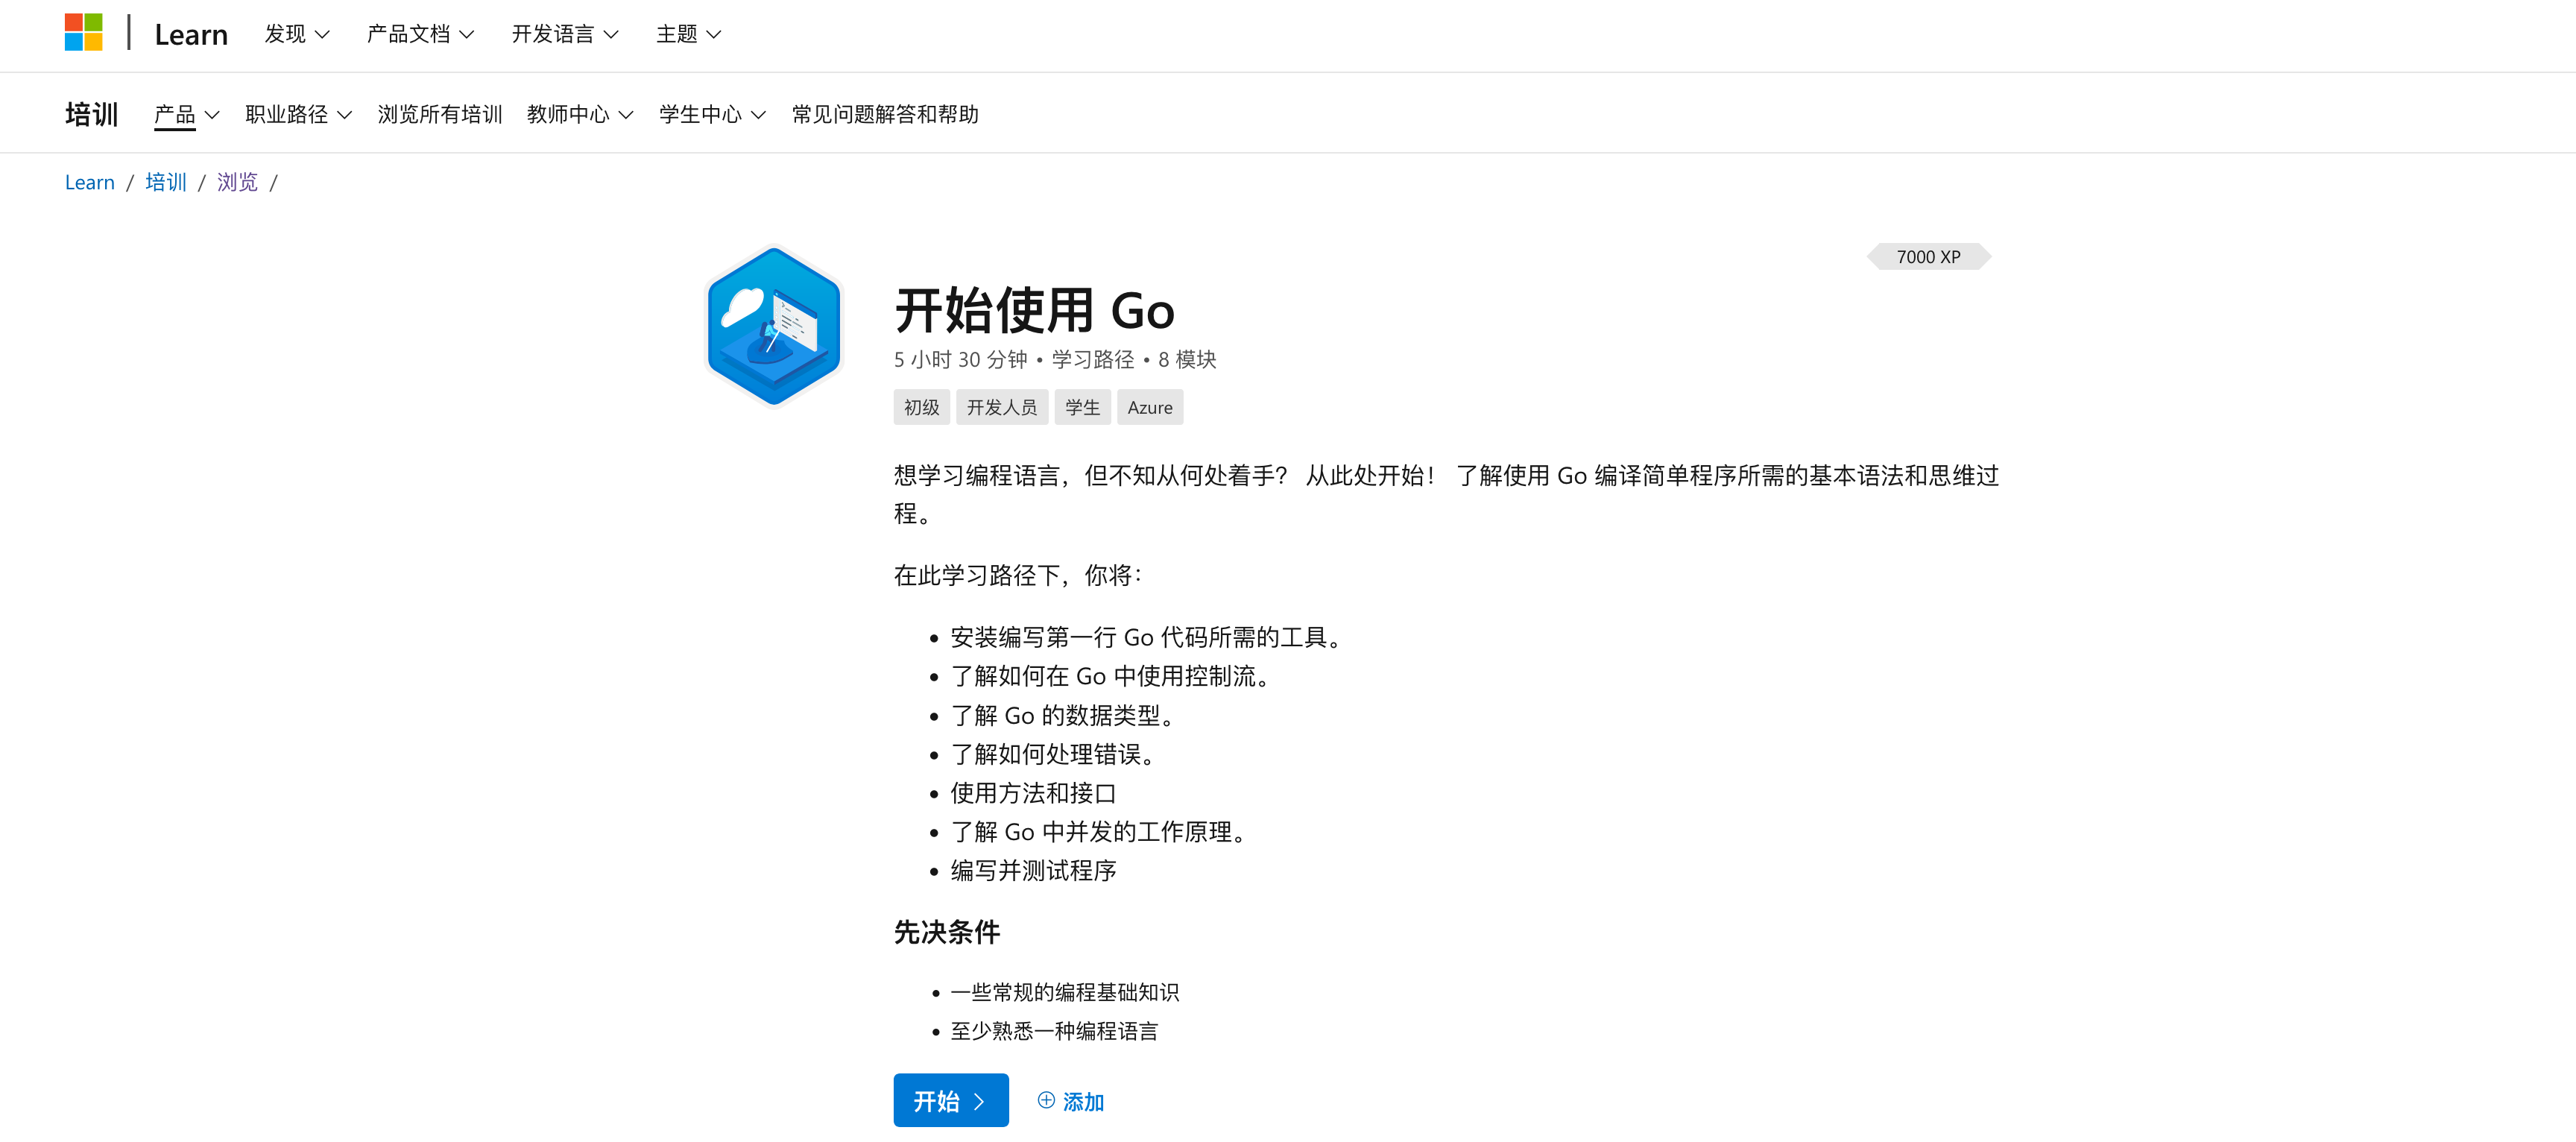 Learn 发现 产品文档 开发语言 主题
培训 产品 职业路径 浏览所有培训 教师中心 学生中心 常见问题解答和帮助
Learn / 培训 / 浏览 /
7000 XP
开始使用 Go
5 小时 30 分钟 • 学习路径 • 8 模块
初级 开发人员 学生 Azure
想学习编程语言，但不知从何处着手？ 从此处开始！ 了解使用 Go 编译简单程序所需的基本语法和思维过
程。
在此学习路径下，你将：
• 安装编写第一行 Go 代码所需的工具。
• 了解如何在 Go 中使用控制流。
• 了解 Go 的数据类型。
• 了解如何处理错误。
• 使用方法和接口
• 了解 Go 中并发的工作原理。
• 编写并测试程序
先决条件
• 一些常规的编程基础知识
• 至少熟悉一种编程语言
开始 添加